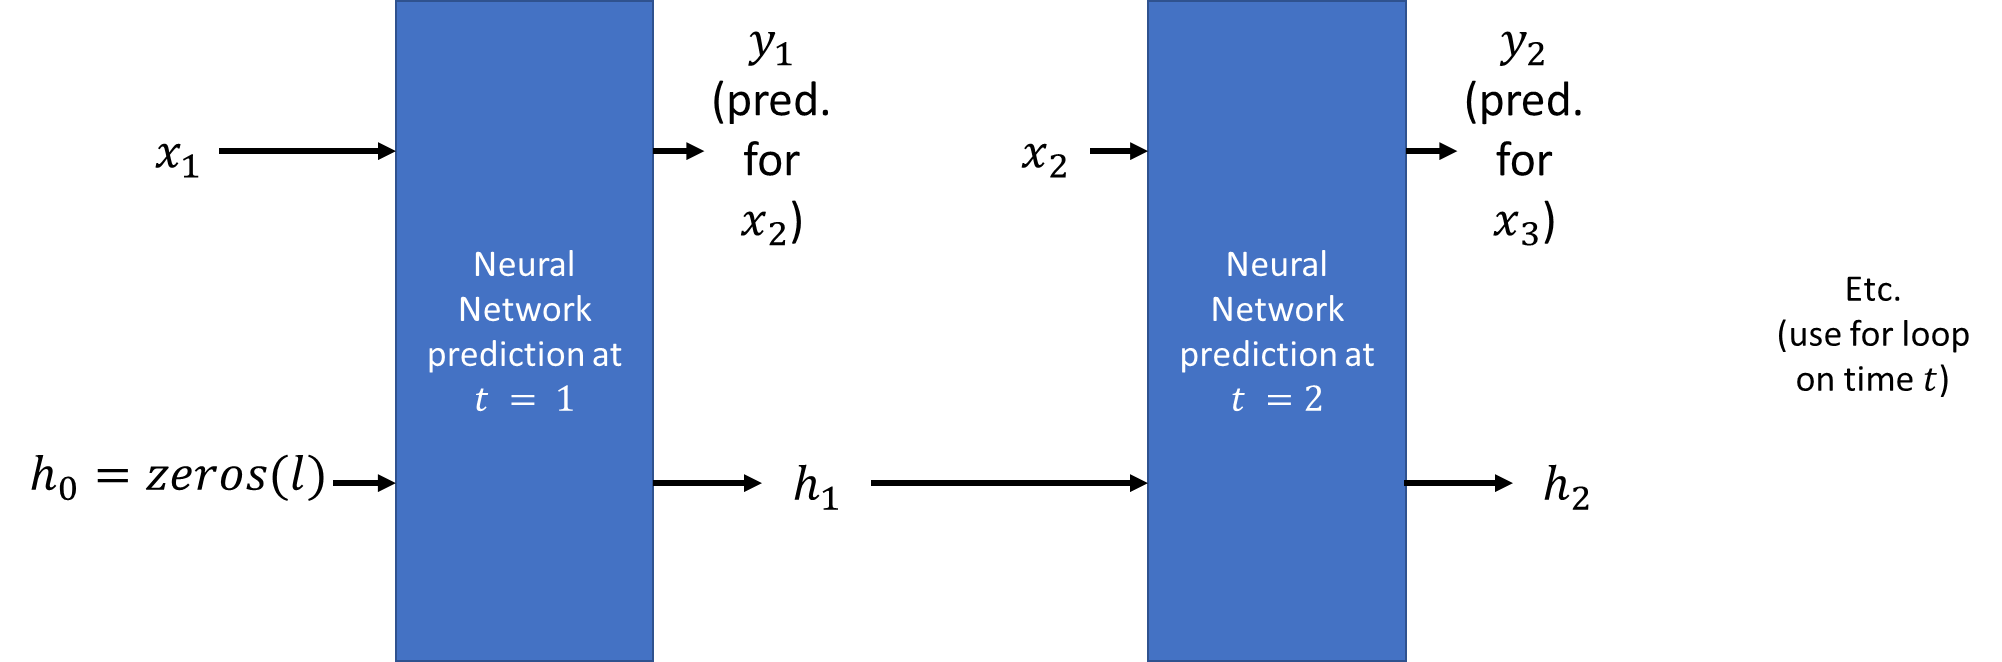 x₁
h₀ = zeros(l)
Neural
Network
prediction at
t = 1
y₁
(pred.
for
x₂)
h₁
x₂
Neural
Network
prediction at
t = 2
y₂
(pred.
for
x₃)
h₂
Etc.
(use for loop
on time t)